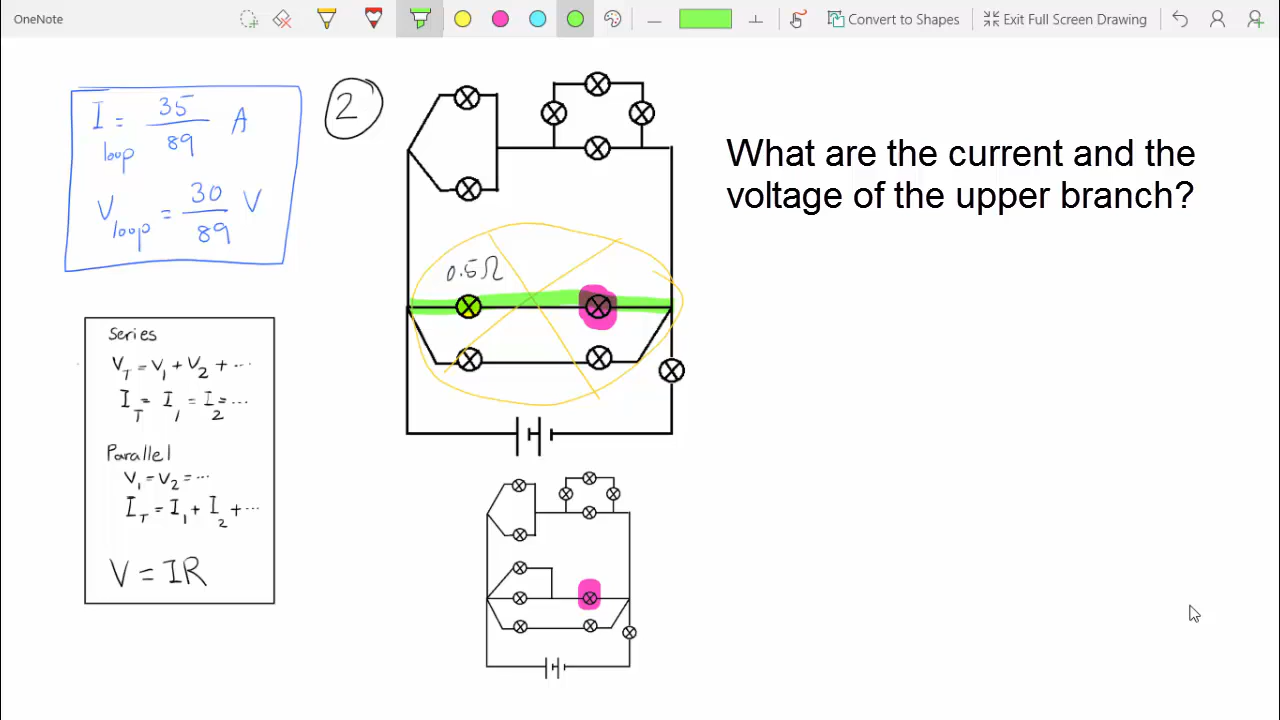 OneNote
Convert to Shapes
Exit Full Screen Drawing
I loop = 35/89 A
V loop = 30/89 V
2
What are the current and the
voltage of the upper branch?
0.5Ω
Series
V_T = V_1 + V_2 + ...
I_T = I_1 = I_2 = ...
Parallel
V_1 = V_2 = ...
I_T = I_1 + I_2 + ...
V = IR